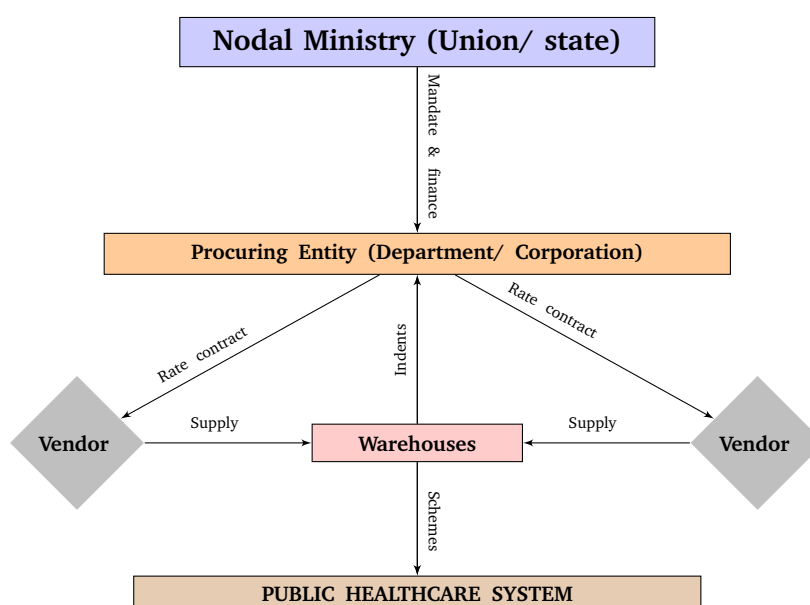 Nodal Ministry (Union/ state)
Mandate & finance
Procuring Entity (Department/ Corporation)
Rate contract
Rate contract
Indents
Vendor
Supply
Warehouses
Supply
Vendor
Schemes
PUBLIC HEALTHCARE SYSTEM